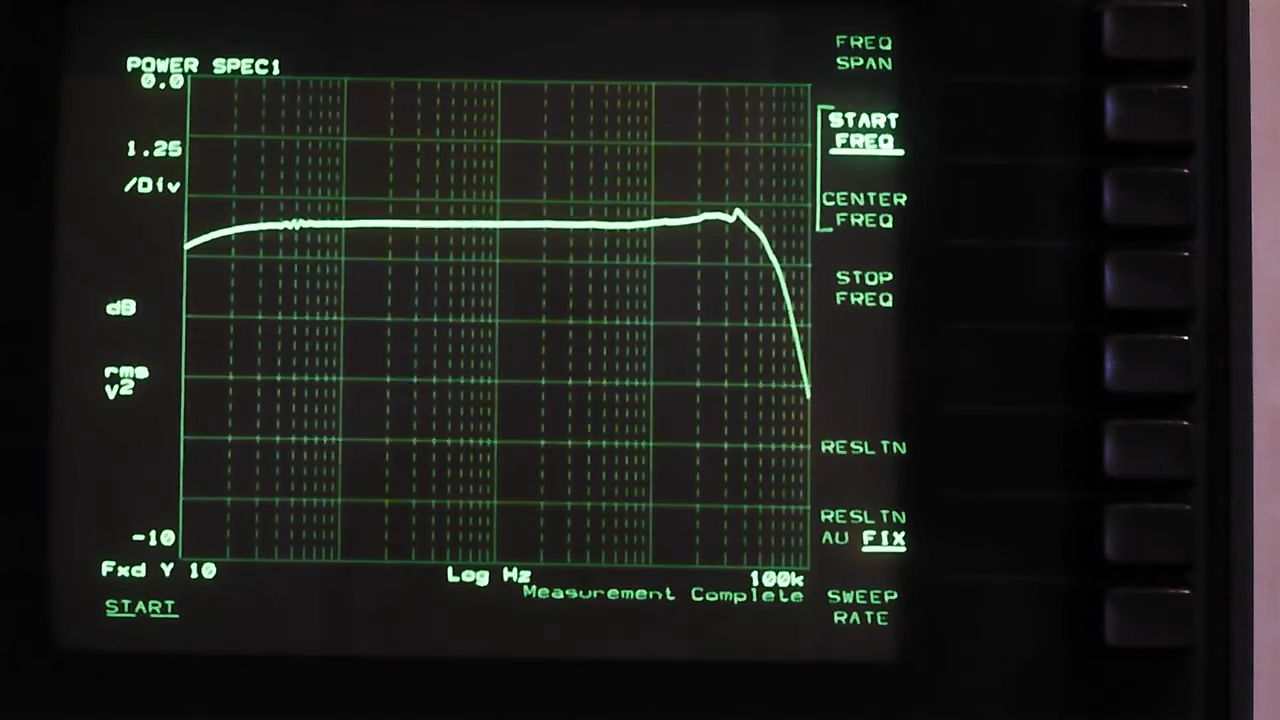 POWER SPEC1
0.0
1.25
/Div
dB
rms
V2
-10
Fxd Y 10
Log Hz
100k
Measurement Complete
START
FREQ
SPAN
START
FREQ
CENTER
FREQ
STOP
FREQ
RESLTN
RESLTN
AU FIX
SWEEP
RATE